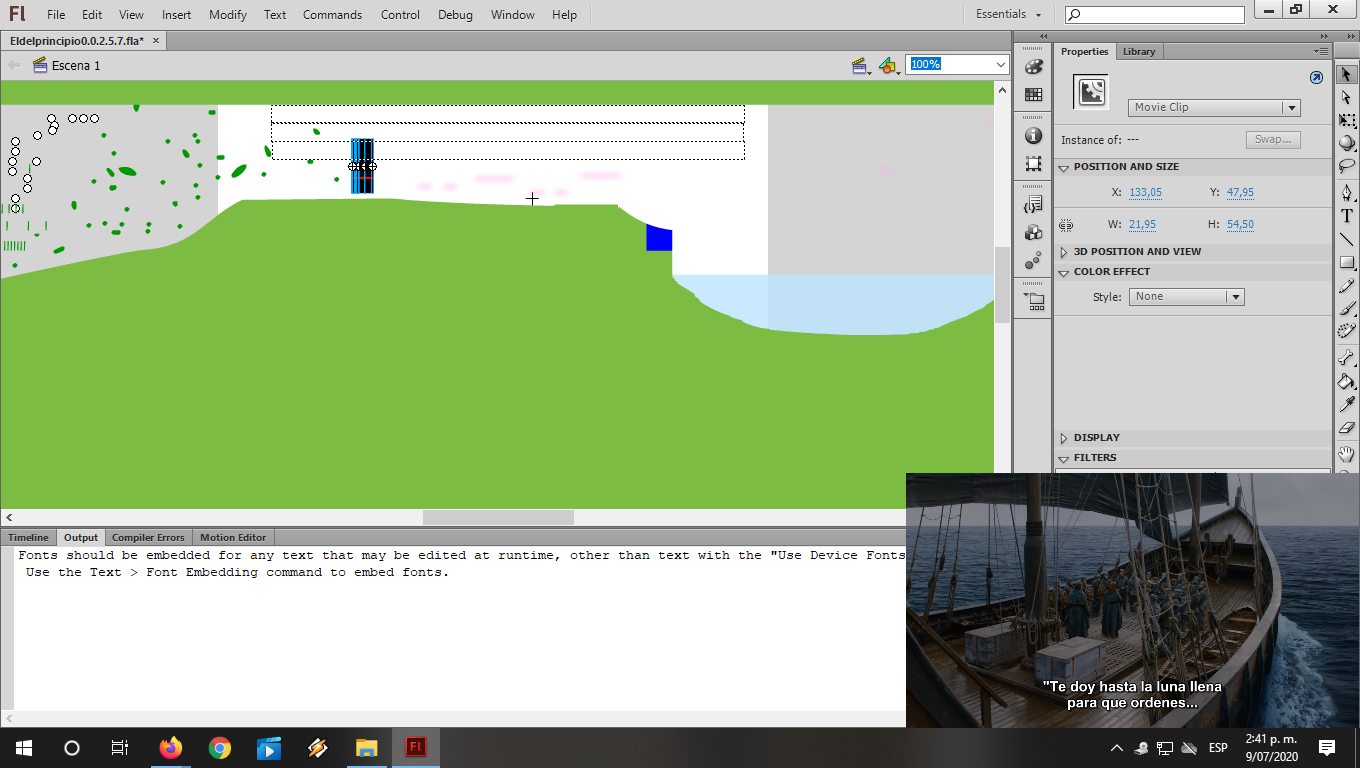 Fl File Edit View Insert Modify Text Commands Control Debug Window Help Essentials
Eldelprincipio0.0.2.5.7.fla* ×
Escena 1 100%
Properties Library
Movie Clip
Instance of: --- Swap...
POSITION AND SIZE
X: 133,05 Y: 47,95
W: 21,95 H: 54,50
3D POSITION AND VIEW
COLOR EFFECT
Style: None
DISPLAY
FILTERS
Timeline Output Compiler Errors Motion Editor
Fonts should be embedded for any text that may be edited at runtime, other than text with the "Use Device Fonts
Use the Text > Font Embedding command to embed fonts.
"Te doy hasta la luna llena
para que ordenes...
Fl ESP 2:41 p. m.
9/07/2020